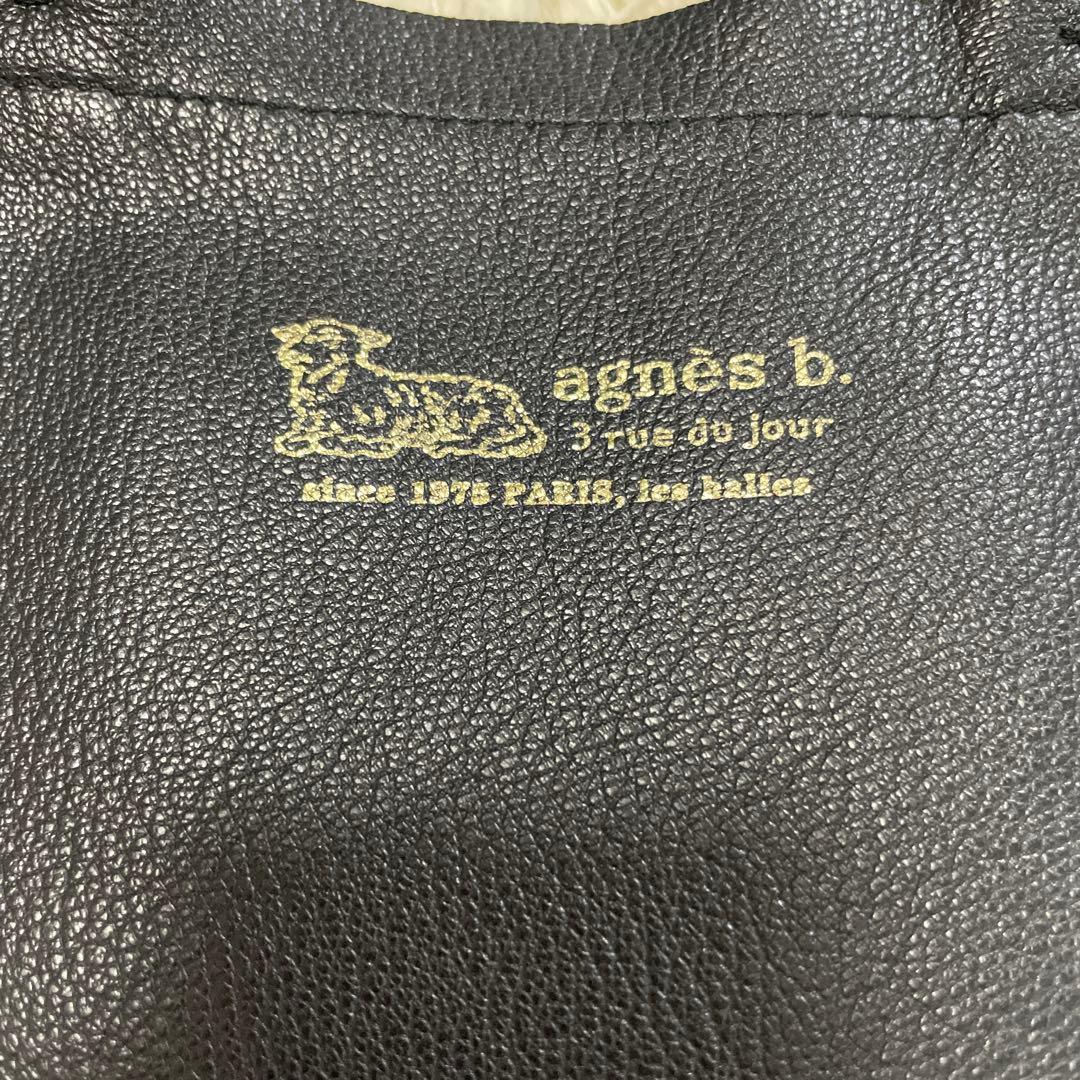 agnès b.
3 rue du jour
since 1975 PARIS, les halles